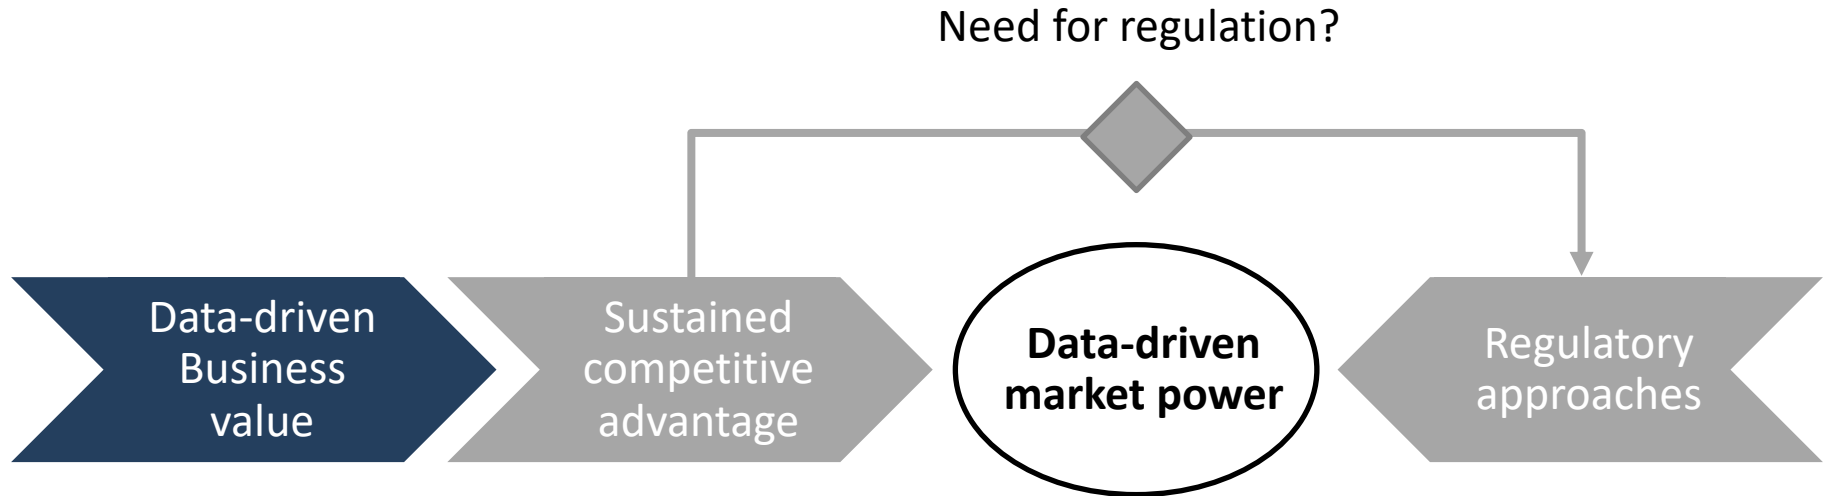 Need for regulation?
Data-driven
Business
value
Sustained
competitive
advantage
Data-driven
market power
Regulatory
approaches